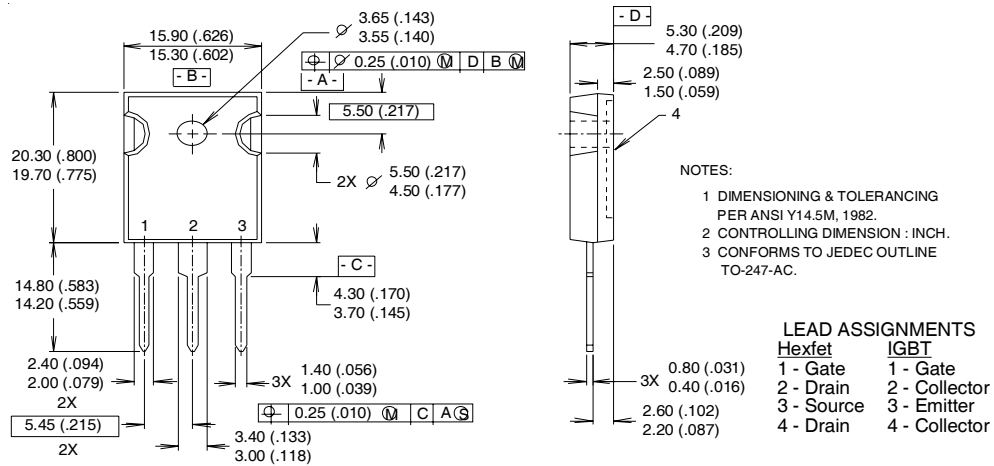 15.90 (.626)
15.30 (.602)
- B -
3.65 (.143)
3.55 (.140)
0.25 (.010) Ⓜ D B Ⓜ
- A -
5.50 (.217)
20.30 (.800)
19.70 (.775)
2X ⌀ 5.50 (.217)
4.50 (.177)
1 2 3
- C -
14.80 (.583)
14.20 (.559)
4.30 (.170)
3.70 (.145)
2.40 (.094)
2.00 (.079)
2X
5.45 (.215)
2X
3X 1.40 (.056)
1.00 (.039)
0.25 (.010) Ⓜ C A Ⓢ
3.40 (.133)
3.00 (.118)
- D -
5.30 (.209)
4.70 (.185)
2.50 (.089)
1.50 (.059)
4
3X 0.80 (.031)
0.40 (.016)
2.60 (.102)
2.20 (.087)
NOTES:
1 DIMENSIONING & TOLERANCING
PER ANSI Y14.5M, 1982.
2 CONTROLLING DIMENSION : INCH.
3 CONFORMS TO JEDEC OUTLINE
TO-247-AC.
LEAD ASSIGNMENTS
Hexfet IGBT
1 - Gate 1 - Gate
2 - Drain 2 - Collector
3 - Source 3 - Emitter
4 - Drain 4 - Collector